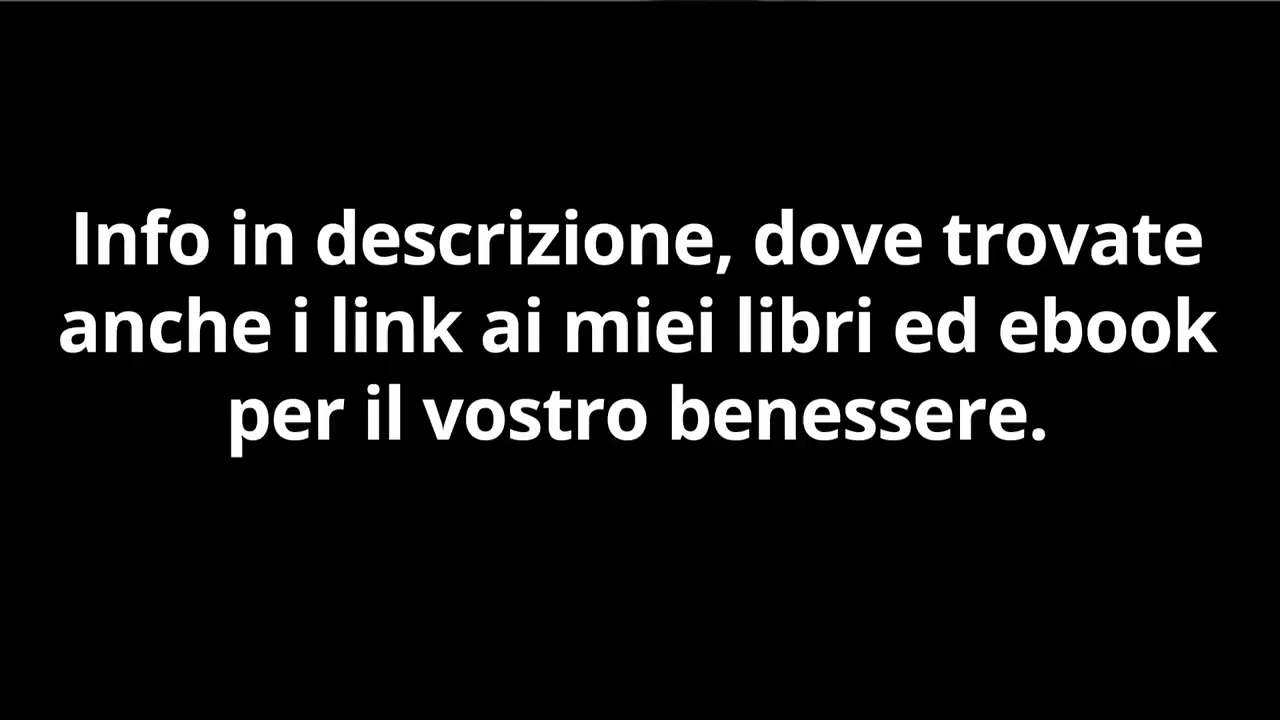 Info in descrizione, dove trovate
anche i link ai miei libri ed ebook
per il vostro benessere.